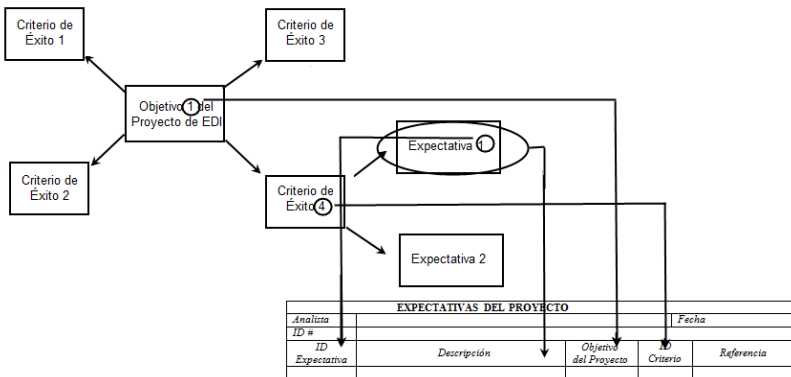 Criterio de
Éxito 1
Criterio de
Éxito 3
Objetivo 1 del
Proyecto de EDI
Expectativa 1
Criterio de
Éxito 2
Criterio de
Éxito 4
Expectativa 2
EXPECTATIVAS DEL PROYECTO
Analista
Fecha
ID #
ID
Expectativa
Descripción
Objetivo
del Proyecto
ID
Criterio
Referencia